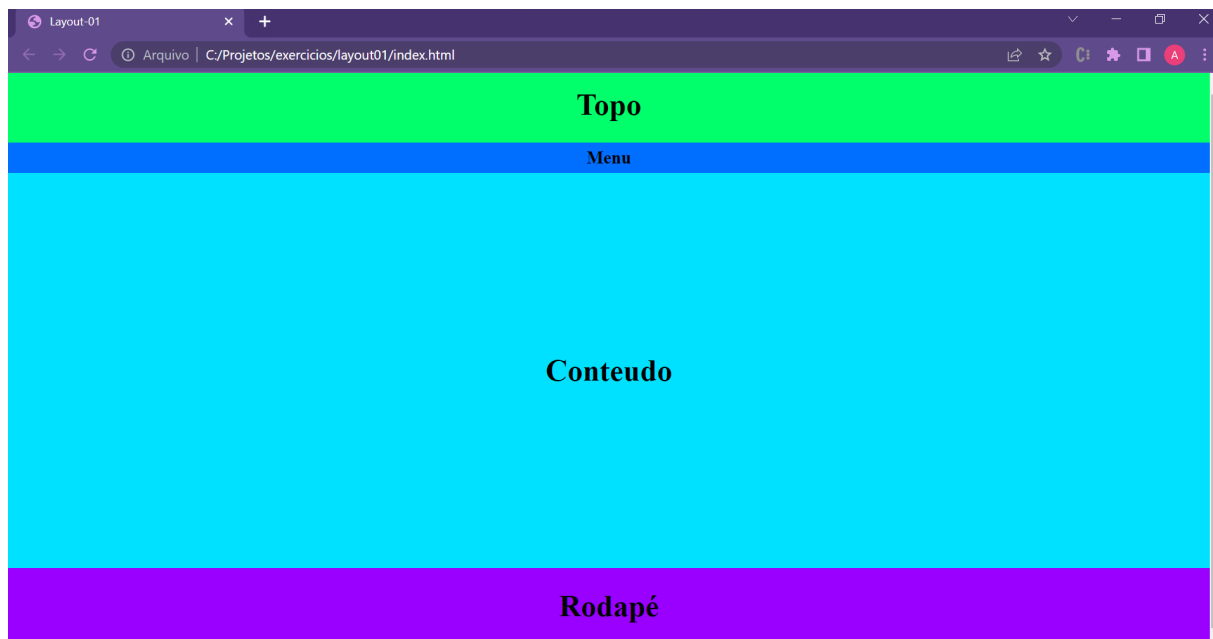 Layout-01
Arquivo | C:/Projetos/exercicios/layout01/index.html
A
Topo
Menu
Conteudo
Rodapé